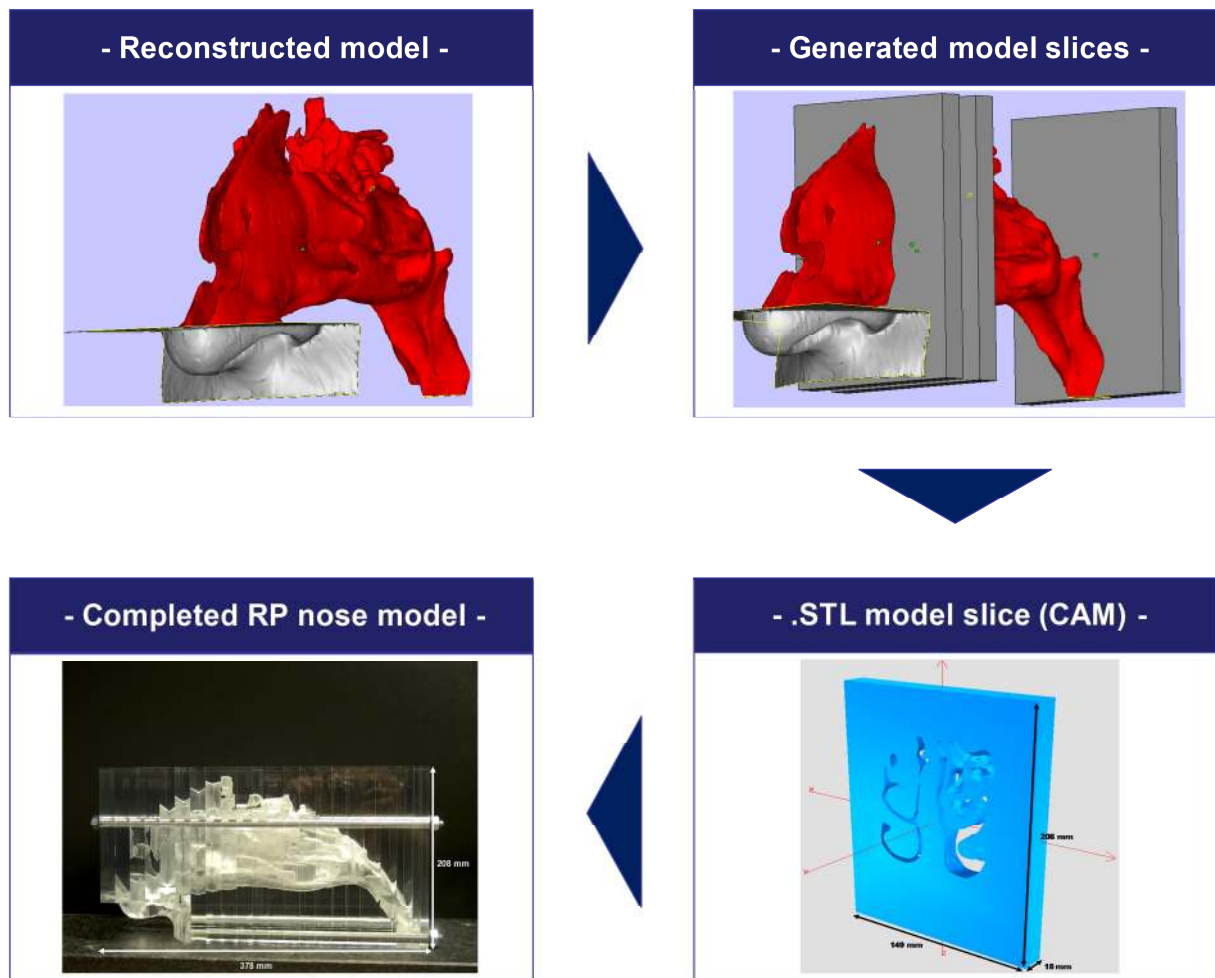 - Reconstructed model -
- Generated model slices -
- Completed RP nose model -
- .STL model slice (CAM) -
208 mm
378 mm
208 mm
149 mm
18 mm